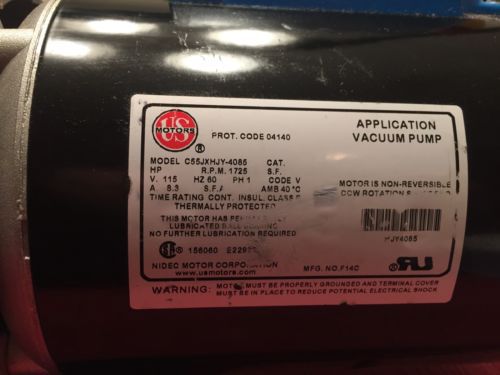 US
MOTORS
®
PROT. CODE 04140
APPLICATION
VACUUM PUMP
MODEL C55JXHJY-4085 CAT.
HP R.P.M. 1725 S.F.
V. 115 HZ 60 PH 1 CODE V
A 8.3 S.F.A AMB 40 °C
TIME RATING CONT. INSUL. CLASS
THERMALLY PROTECTED
MOTOR IS NON-REVERSIBLE
CCW ROTATION
THIS MOTOR HAS
LUBRICATED BALL
NO FURTHER LUBRICATION REQUIRED
HJY4085
156060
NIDEC MOTOR CORPORATION
www.usmotors.com
MFG. NO. F14C
WARNING: MOTOR MUST BE PROPERLY GROUNDED AND TERMINAL COVER
MUST BE IN PLACE TO REDUCE POTENTIAL ELECTRICAL SHOCK